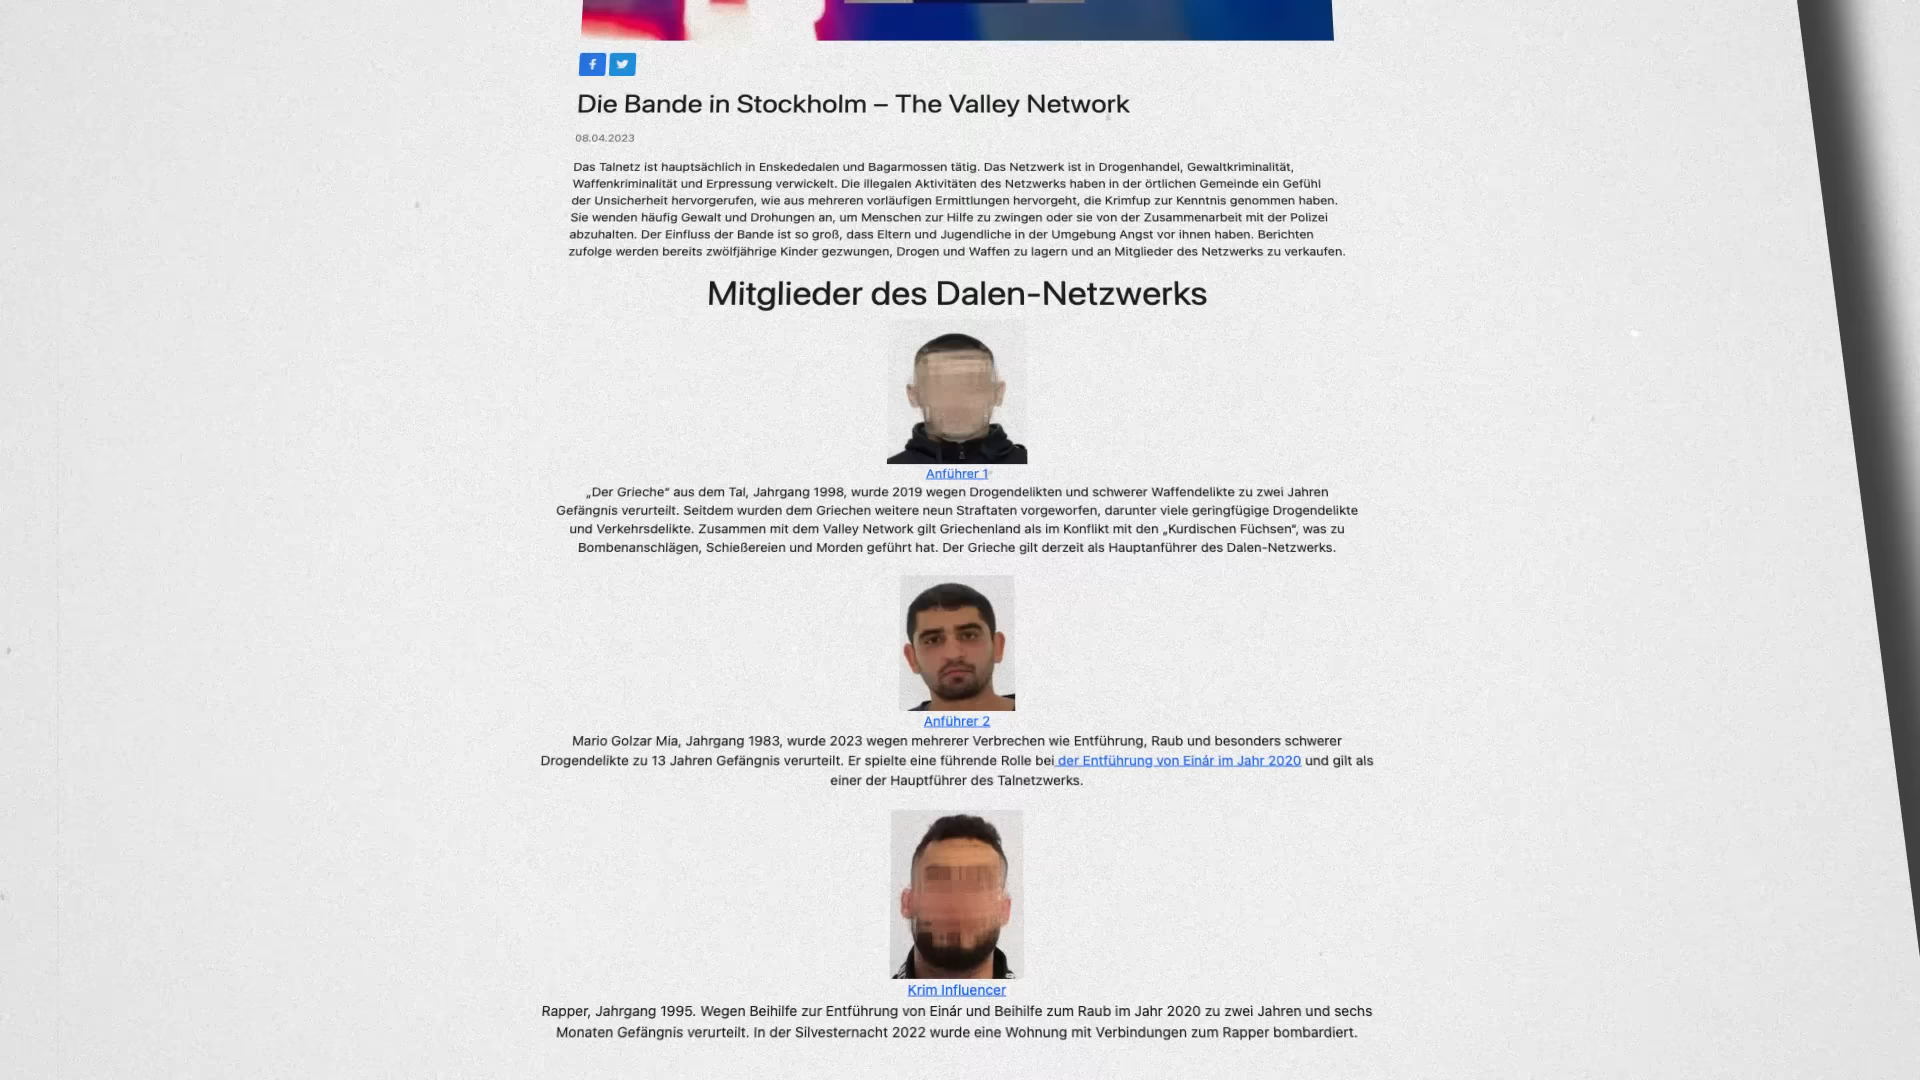 Die Bande in Stockholm – The Valley Network
08.04.2023
Das Talnetz ist hauptsächlich in Enskededalen und Bagarmossen tätig. Das Netzwerk ist in Drogenhandel, Gewaltkriminalität,
Waffenkriminalität und Erpressung verwickelt. Die illegalen Aktivitäten des Netzwerks haben in der örtlichen Gemeinde ein Gefühl
der Unsicherheit hervorgerufen, wie aus mehreren vorläufigen Ermittlungen hervorgeht, die Krimfup zur Kenntnis genommen haben.
Sie wenden häufig Gewalt und Drohungen an, um Menschen zur Hilfe zu zwingen oder sie von der Zusammenarbeit mit der Polizei
abzuhalten. Der Einfluss der Bande ist so groß, dass Eltern und Jugendliche in der Umgebung Angst vor ihnen haben. Berichten
zufolge werden bereits zwölfjährige Kinder gezwungen, Drogen und Waffen zu lagern und an Mitglieder des Netzwerks zu verkaufen.
Mitglieder des Dalen-Netzwerks
Anführer 1
„Der Grieche“ aus dem Tal, Jahrgang 1998, wurde 2019 wegen Drogendelikten und schwerer Waffendelikte zu zwei Jahren
Gefängnis verurteilt. Seitdem wurden dem Griechen weitere neun Straftaten vorgeworfen, darunter viele geringfügige Drogendelikte
und Verkehrsdelikte. Zusammen mit dem Valley Network gilt Griechenland als im Konflikt mit den „Kurdischen Füchsen“, was zu
Bombenanschlägen, Schießereien und Morden geführt hat. Der Grieche gilt derzeit als Hauptanführer des Dalen-Netzwerks.
Anführer 2
Mario Golzar Mia, Jahrgang 1983, wurde 2023 wegen mehrerer Verbrechen wie Entführung, Raub und besonders schwerer
Drogendelikte zu 13 Jahren Gefängnis verurteilt. Er spielte eine führende Rolle bei der Entführung von Einár im Jahr 2020 und gilt als
einer der Hauptführer des Talnetzwerks.
Krim Influencer
Rapper, Jahrgang 1995. Wegen Beihilfe zur Entführung von Einár und Beihilfe zum Raub im Jahr 2020 zu zwei Jahren und sechs
Monaten Gefängnis verurteilt. In der Silvesternacht 2022 wurde eine Wohnung mit Verbindungen zum Rapper bombardiert.